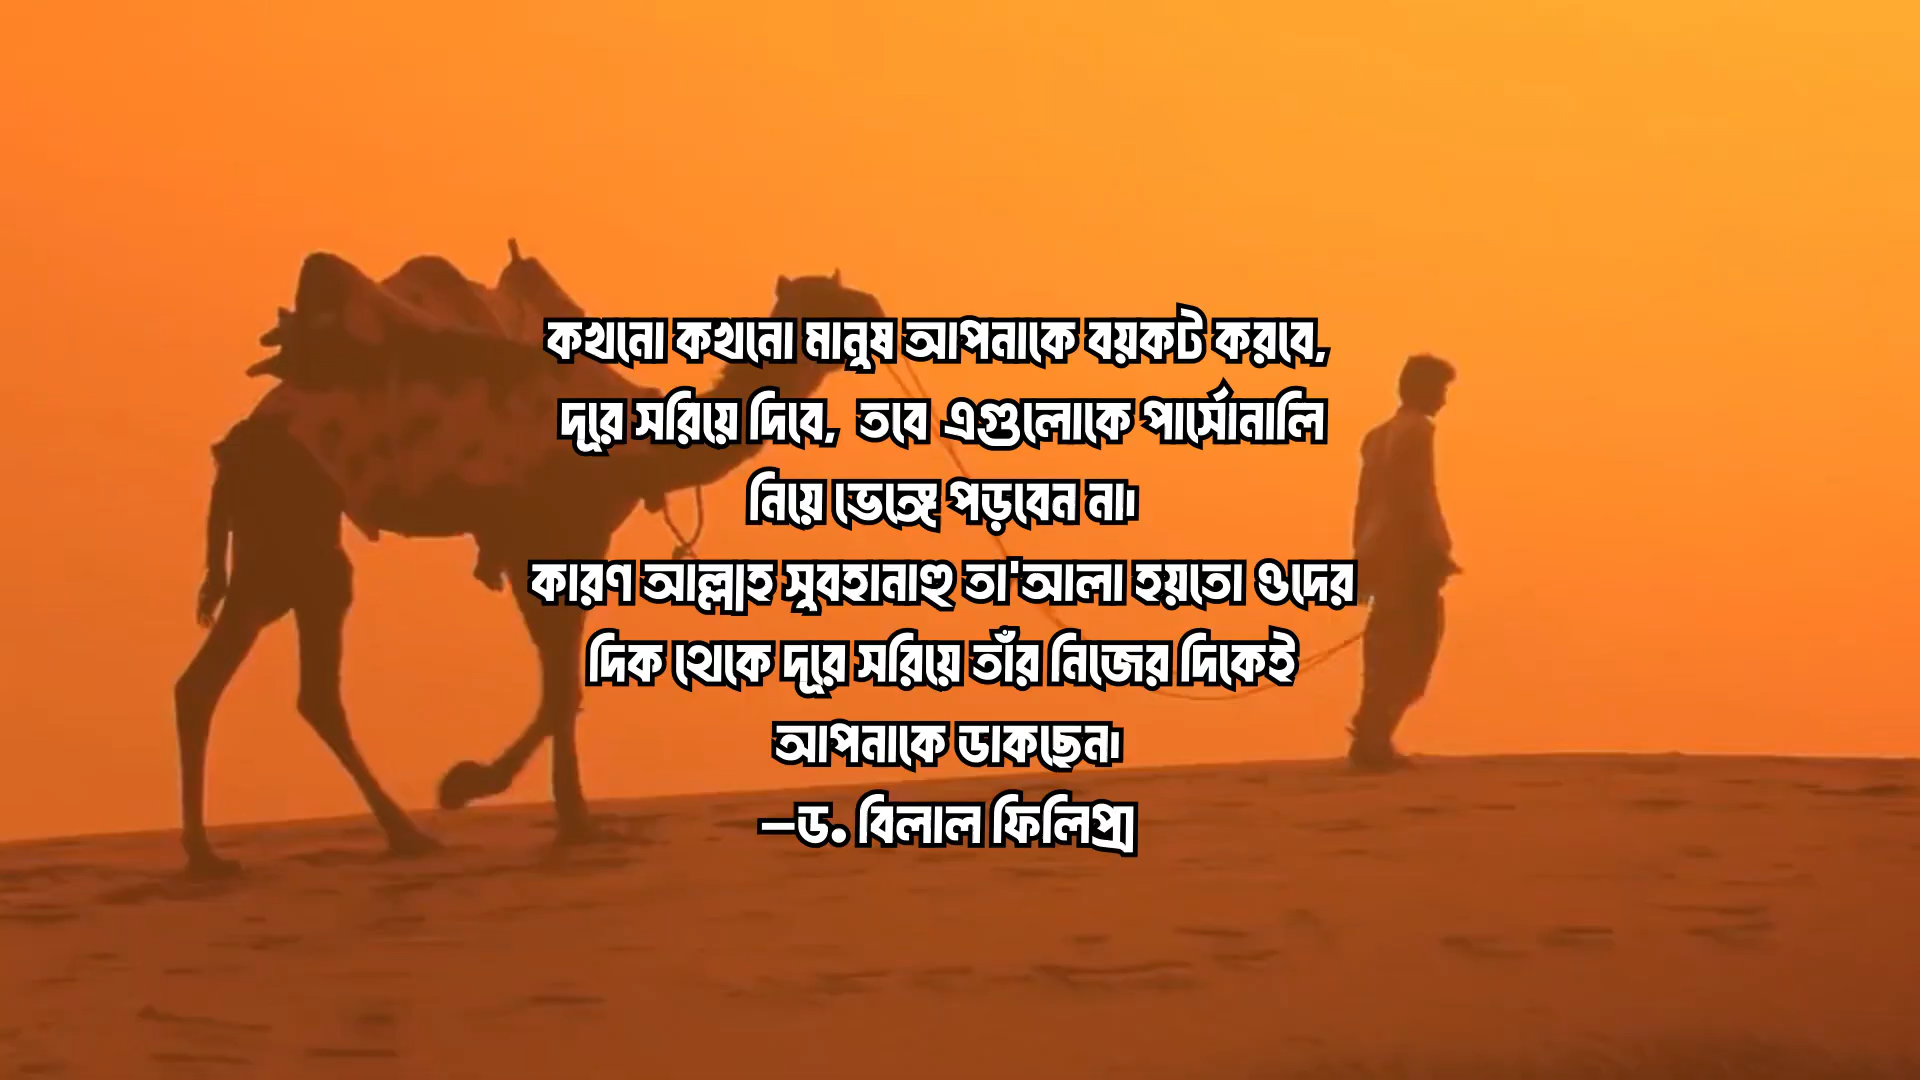 কখনো কখনো মানুষ আপনাকে বয়কট করবে,
দূরে সরিয়ে দিবে, তবে এগুলোকে পার্সোনালি
নিয়ে ভেঙ্গে পড়বেন না।
কারণ আল্লাহ সুবহানাহু তা'আলা হয়তো ওদের
দিক থেকে দূরে সরিয়ে তাঁর নিজের দিকেই
আপনাকে ডাকছেন।
—ড. বিলাল ফিলিপ্স